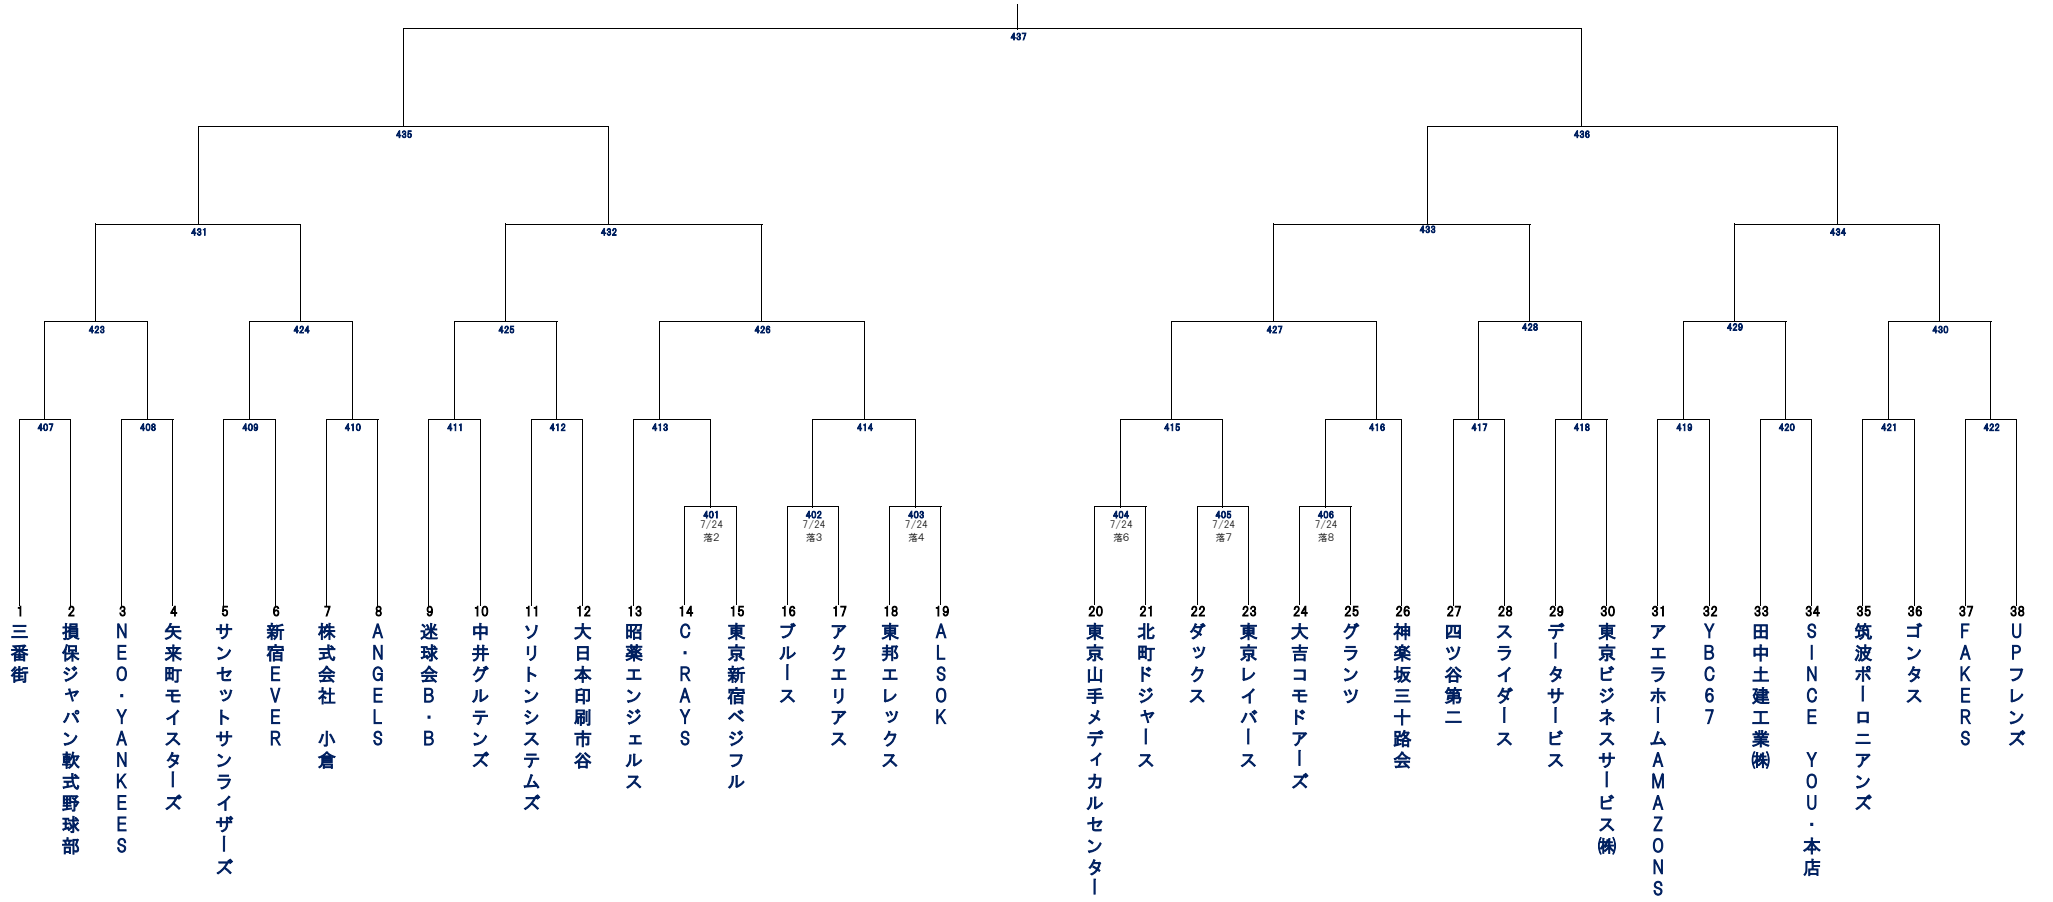 437
435
436
431
432
433
434
423
424
425
426
427
428
429
430
407
408
409
410
411
412
413
414
415
416
417
418
419
420
421
422
401
7/24
落2
402
7/24
落3
403
7/24
落4
404
7/24
落6
405
7/24
落7
406
7/24
落8
1
三番街
2
損保ジャパン軟式野球部
3
NEO・YANKEES
4
矢来町モイスターズ
5
サンセットサンライザーズ
6
新宿EVER
7
株式会社　小倉
8
ANGELS
9
迷球会B・B
10
中井グルテンズ
11
ソリトンシステムズ
12
大日本印刷市谷
13
昭薬エンジェルス
14
C・RAYS
15
東京新宿ベジフル
16
ブルース
17
アクエリアス
18
東邦エレックス
19
ALSOK
20
東京山手メディカルセンター
21
北町ドジャース
22
ダックス
23
東京レイバース
24
大吉コモドアーズ
25
グランツ
26
神楽坂三十路会
27
四ツ谷第二
28
スライダース
29
データサービス
30
東京ビジネスサービス㈱
31
アエラホームAMAZONS
32
YBC67
33
田中土建工業㈱
34
SINCE　YOU・本店
35
筑波ポーロニアンズ
36
ゴンタス
37
FAKERS
38
UPフレンズ